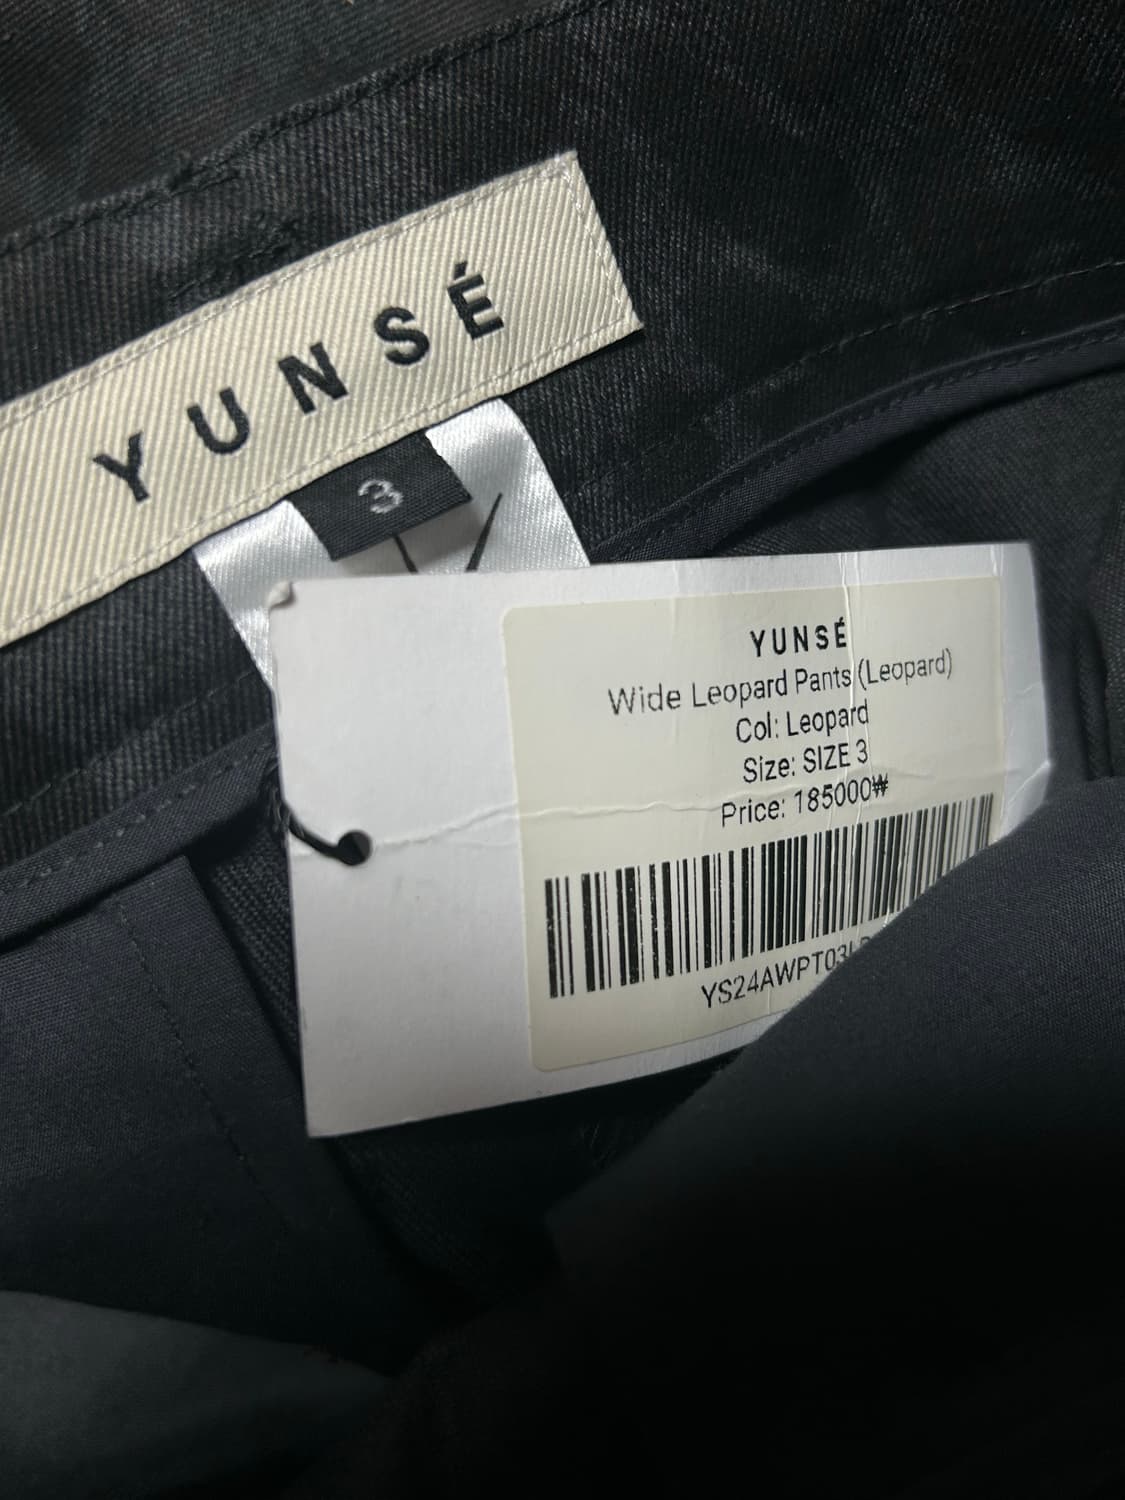 YUNSÉ
3
YUNSÉ
Wide Leopard Pants (Leopard)
Col: Leopard
Size: SIZE 3
Price: 185000₩